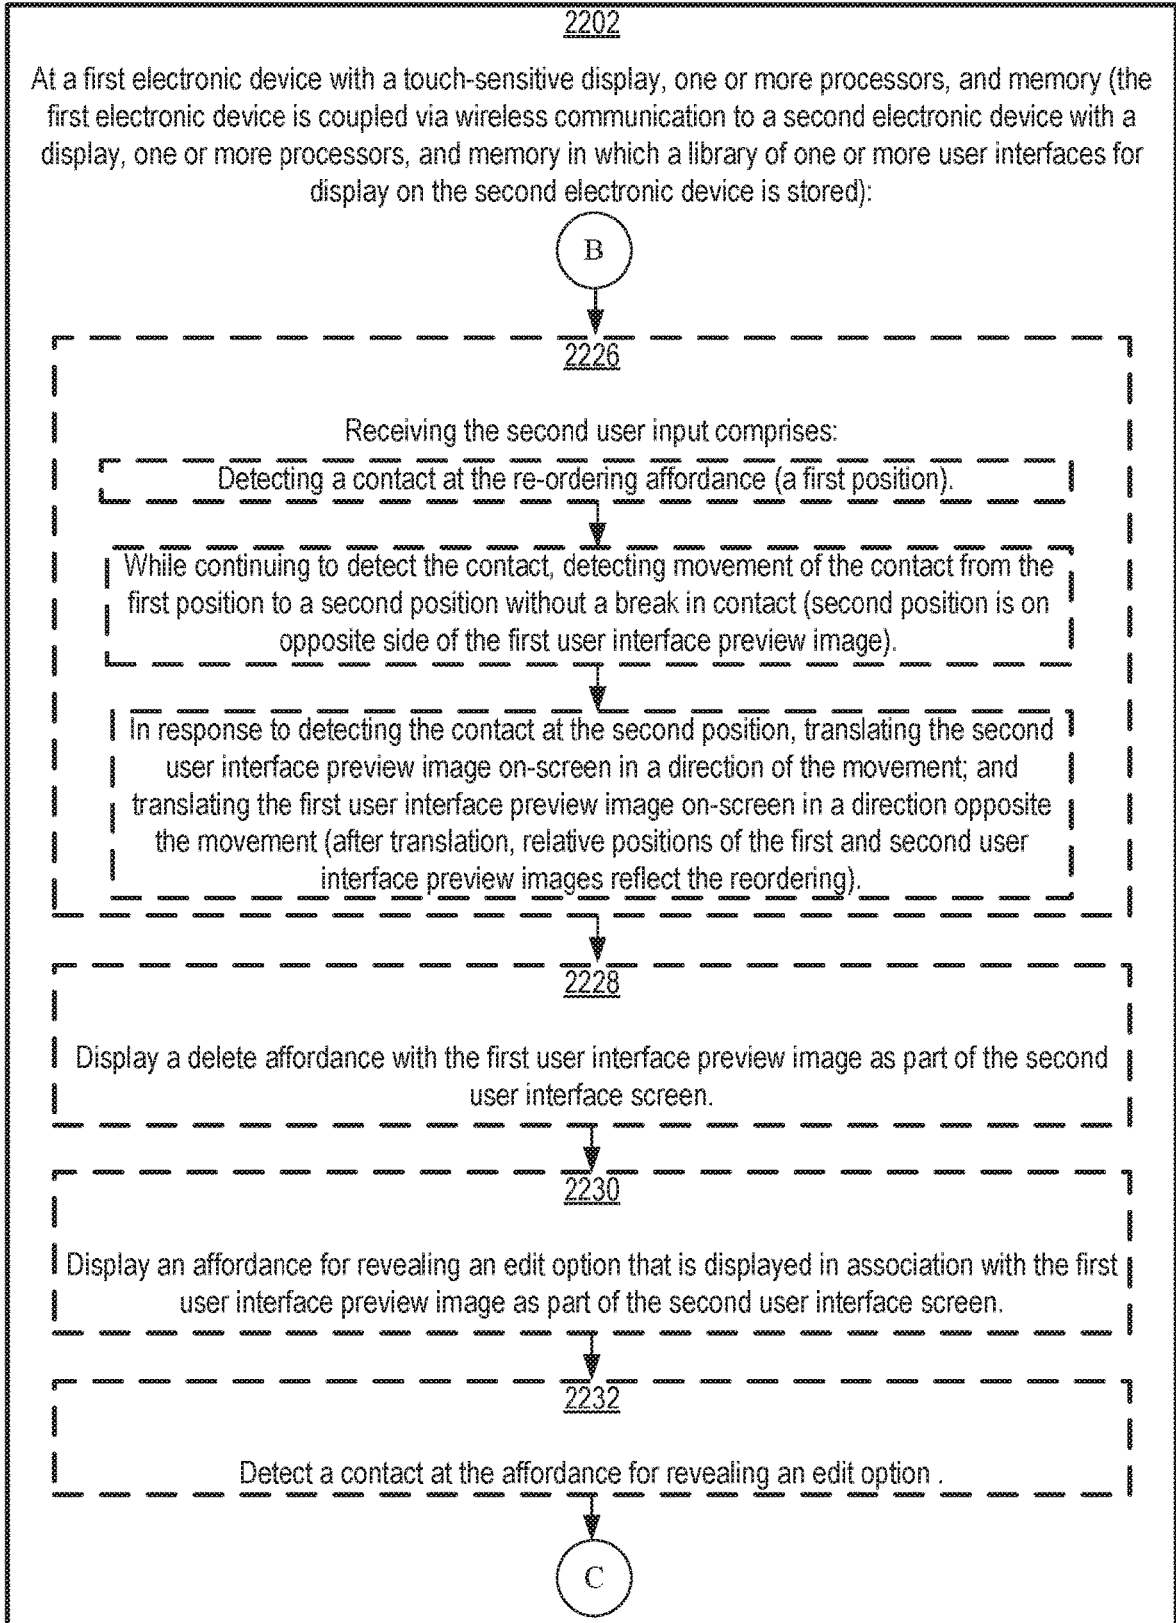 2202
At a first electronic device with a touch-sensitive display, one or more processors, and memory (the
first electronic device is coupled via wireless communication to a second electronic device with a
display, one or more processors, and memory in which a library of one or more user interfaces for
display on the second electronic device is stored):
B
2226
Receiving the second user input comprises:
Detecting a contact at the re-ordering affordance (a first position).
While continuing to detect the contact, detecting movement of the contact from the
first position to a second position without a break in contact (second position is on
opposite side of the first user interface preview image).
In response to detecting the contact at the second position, translating the second
user interface preview image on-screen in a direction of the movement; and
translating the first user interface preview image on-screen in a direction opposite
the movement (after translation, relative positions of the first and second user
interface preview images reflect the reordering).
2228
Display a delete affordance with the first user interface preview image as part of the second
user interface screen.
2230
Display an affordance for revealing an edit option that is displayed in association with the first
user interface preview image as part of the second user interface screen.
2232
Detect a contact at the affordance for revealing an edit option .
C